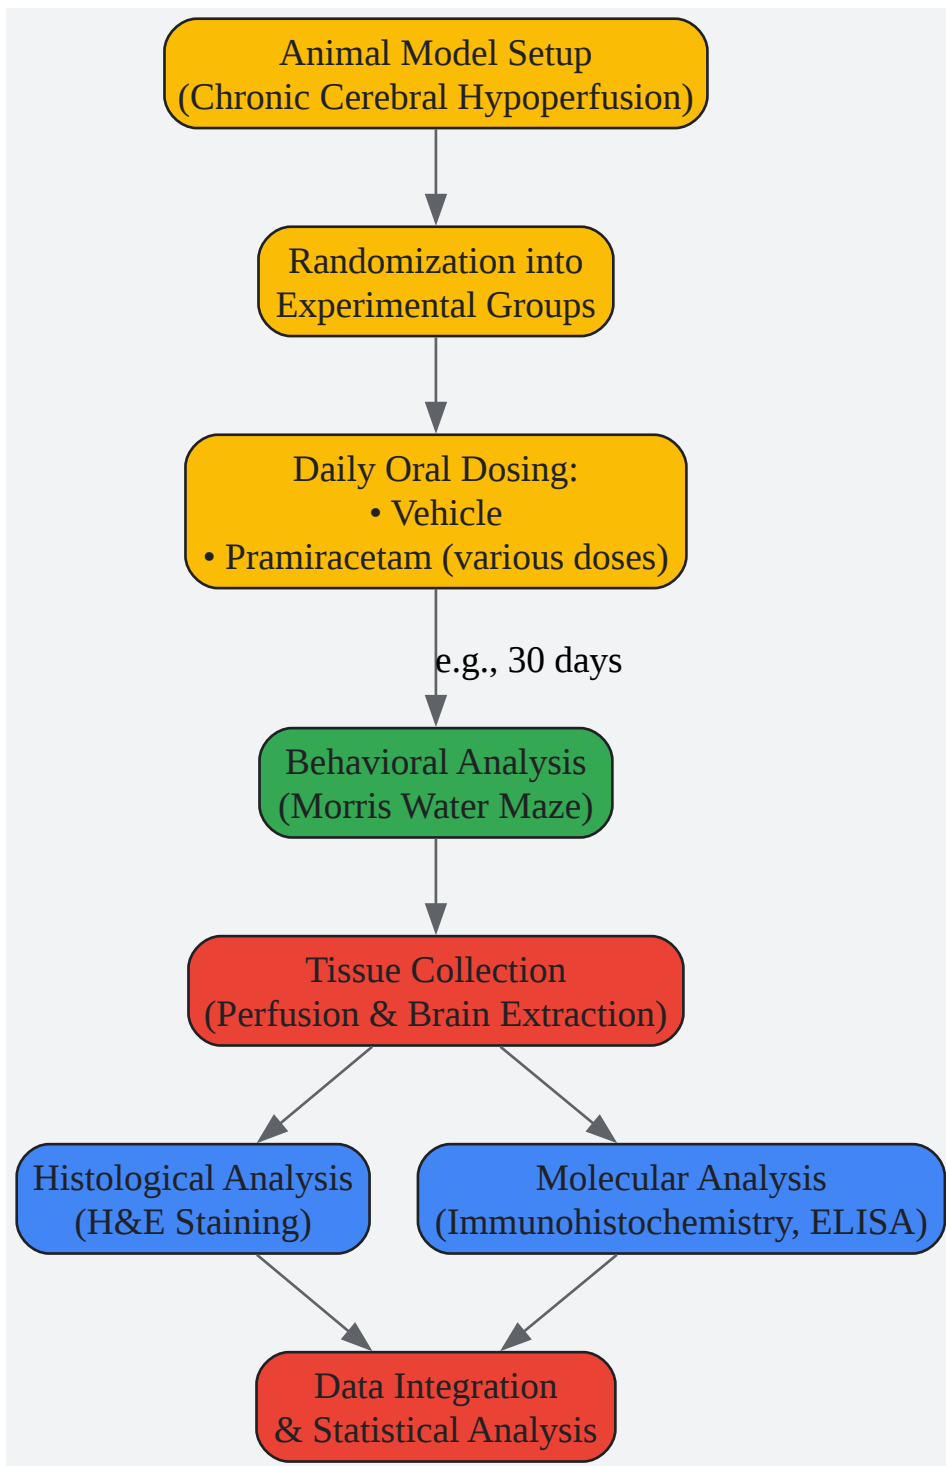 Animal Model Setup
(Chronic Cerebral Hypoperfusion)
Randomization into
Experimental Groups
Daily Oral Dosing:
• Vehicle
• Pramiracetam (various doses)
e.g., 30 days
Behavioral Analysis
(Morris Water Maze)
Tissue Collection
(Perfusion & Brain Extraction)
Histological Analysis
(H&E Staining)
Molecular Analysis
(Immunohistochemistry, ELISA)
Data Integration
& Statistical Analysis